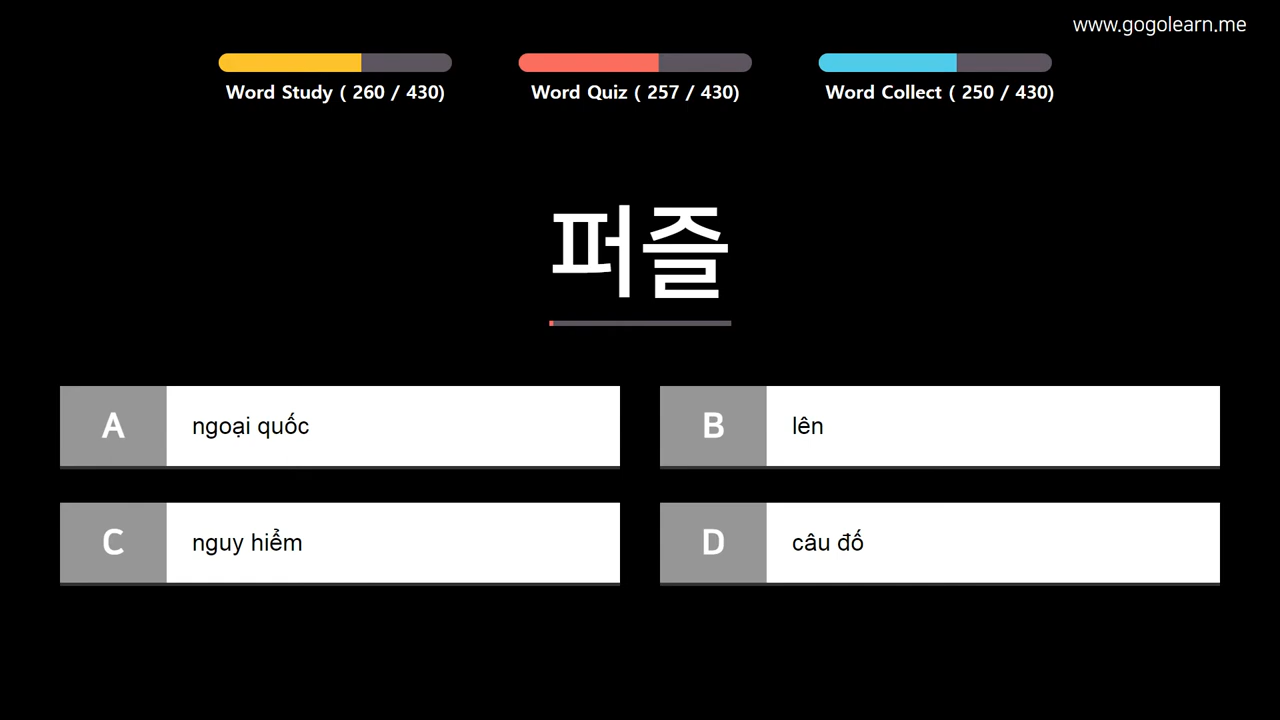 www.gogolearn.me
Word Study ( 260 / 430)
Word Quiz ( 257 / 430)
Word Collect ( 250 / 430)
퍼즐
A ngoại quốc
B lên
C nguy hiểm
D câu đố